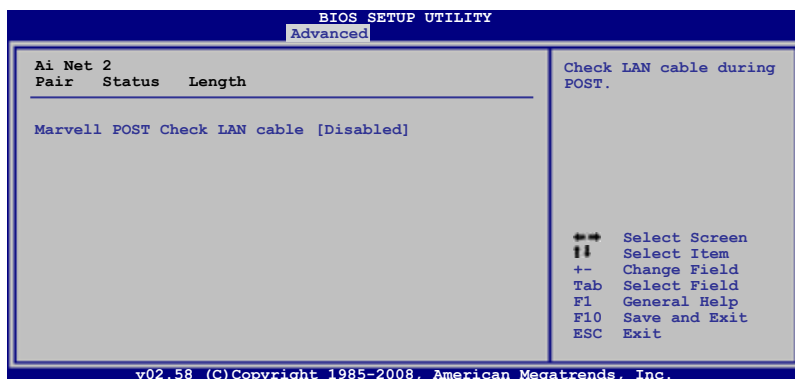 BIOS SETUP UTILITY
Advanced
Ai Net 2
Pair Status Length
Marvell POST Check LAN cable [Disabled]
Check LAN cable during
POST.
Select Screen
Select Item
+- Change Field
Tab Select Field
F1 General Help
F10 Save and Exit
ESC Exit
v02.58 (C)Copyright 1985-2008, American Megatrends, Inc.